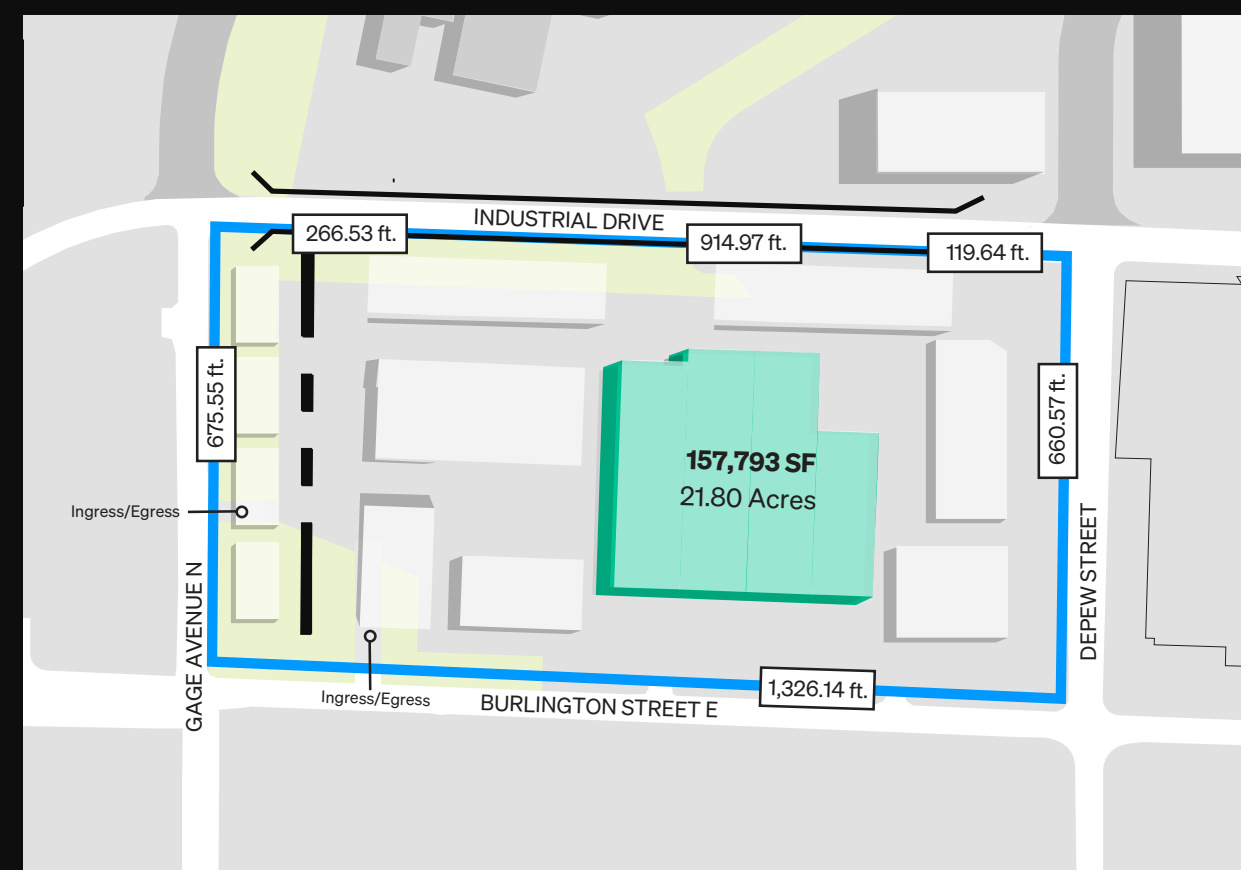 INDUSTRIAL DRIVE
266.53 ft.
914.97 ft.
119.64 ft.
675.55 ft.
660.57 ft.
157,793 SF
21.80 Acres
Ingress/Egress
GAGE AVENUE N
DEPEW STREET
Ingress/Egress
BURLINGTON STREET E
1,326.14 ft.